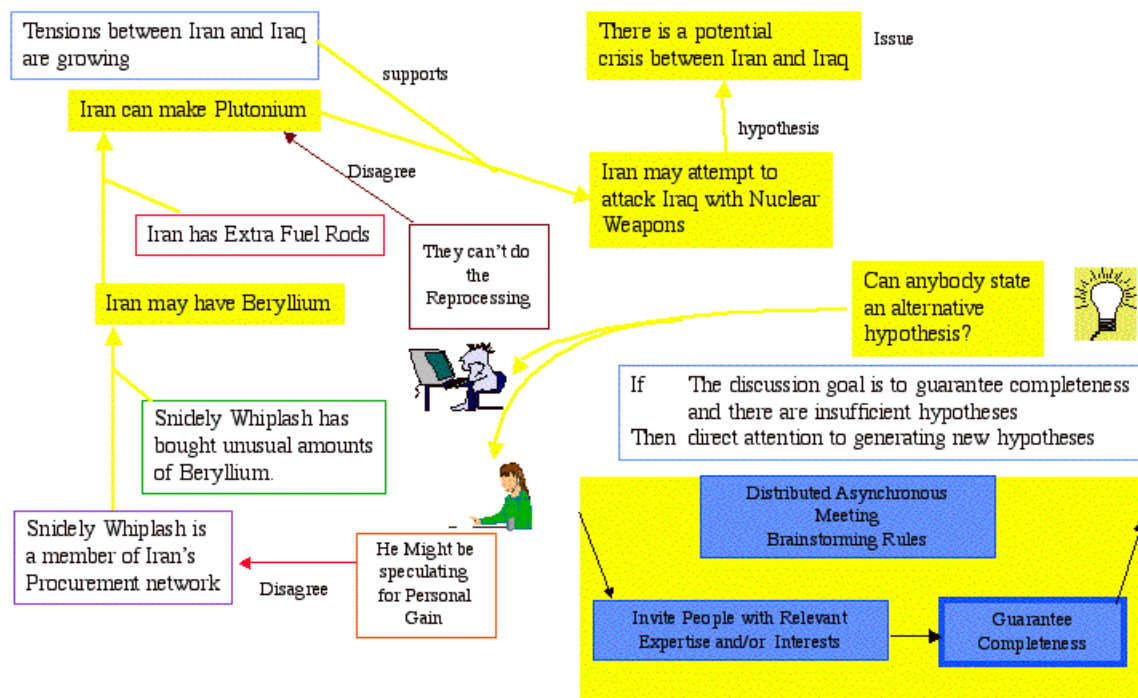 Tensions between Iran and Iraq
are growing
supports
There is a potential
crisis between Iran and Iraq
Issue
Iran can make Plutonium
hypothesis
Disagree
Iran may attempt to
attack Iraq with Nuclear
Weapons
Iran has Extra Fuel Rods
They can't do
the
Reprocessing
Iran may have Beryllium
Can anybody state
an alternative
hypothesis?
If The discussion goal is to guarantee completeness
and there are insufficient hypotheses
Then direct attention to generating new hypotheses
Snidely Whiplash has
bought unusual amounts
of Beryllium.
Distributed Asynchronous
Meeting
Brainstorming Rules
Snidely Whiplash is
a member of Iran's
Procurement network
Disagree
He Might be
speculating
for Personal
Gain
Invite People with Relevant
Expertise and/or Interests
Guarantee
Completeness